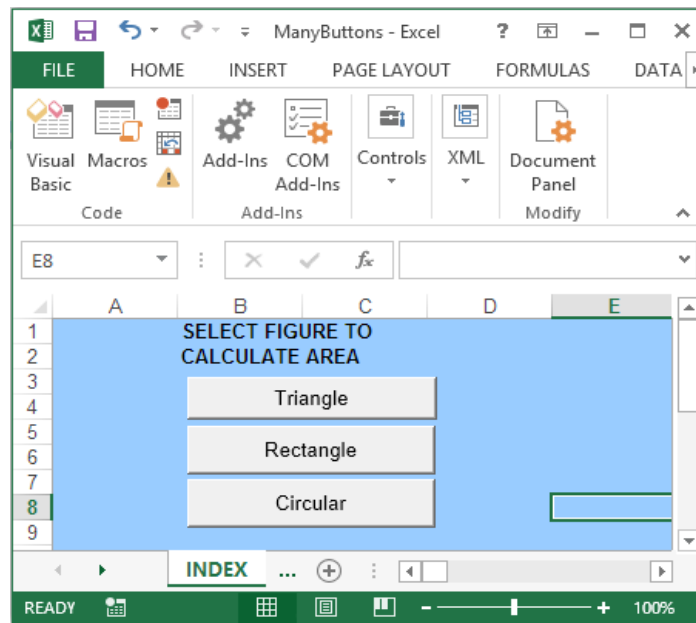 ManyButtons - Excel ?
FILE HOME INSERT PAGE LAYOUT FORMULAS DATA
Visual Basic
Macros
Add-Ins
COM Add-Ins
Controls
XML
Document Panel
Code Add-Ins Modify
E8 fx
A B C D E
1 SELECT FIGURE TO
2 CALCULATE AREA
3
4 Triangle
5
6 Rectangle
7
8 Circular
9
INDEX ...
READY 100%